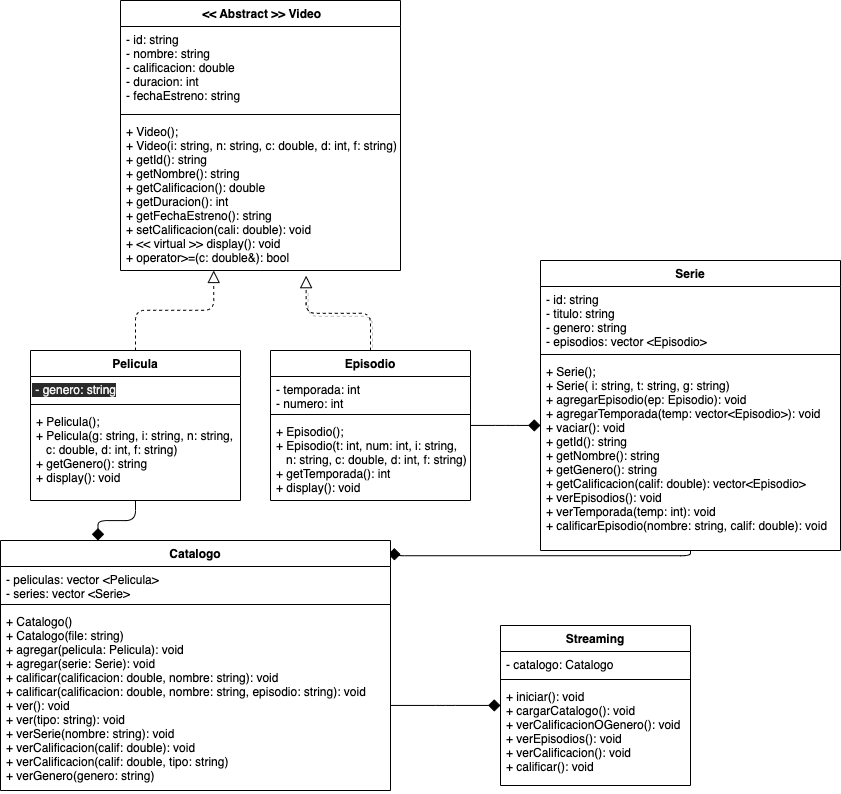 << Abstract >> Video
- id: string
- nombre: string
- calificacion: double
- duracion: int
- fechaEstreno: string
+ Video();
+ Video(i: string, n: string, c: double, d: int, f: string)
+ getId(): string
+ getNombre(): string
+ getCalificacion(): double
+ getDuracion(): int
+ getFechaEstreno(): string
+ setCalificacion(cali: double): void
+ << virtual >> display(): void
+ operator>=(c: double&): bool
Pelicula
- genero: string
+ Pelicula();
+ Pelicula(g: string, i: string, n: string,
c: double, d: int, f: string)
+ getGenero(): string
+ display(): void
Episodio
- temporada: int
- numero: int
+ Episodio();
+ Episodio(t: int, num: int, i: string,
n: string, c: double, d: int, f: string)
+ getTemporada(): int
+ display(): void
Serie
- id: string
- titulo: string
- genero: string
- episodios: vector <Episodio>
+ Serie();
+ Serie( i: string, t: string, g: string)
+ agregarEpisodio(ep: Episodio): void
+ agregarTemporada(temp: vector<Episodio>): void
+ vaciar(): void
+ getId(): string
+ getNombre(): string
+ getGenero(): string
+ getCalificacion(calif: double): vector<Episodio>
+ verEpisodios(): void
+ verTemporada(temp: int): void
+ calificarEpisodio(nombre: string, calif: double): void
Catalogo
- peliculas: vector <Pelicula>
- series: vector <Serie>
+ Catalogo()
+ Catalogo(file: string)
+ agregar(pelicula: Pelicula): void
+ agregar(serie: Serie): void
+ calificar(calificacion: double, nombre: string): void
+ calificar(calificacion: double, nombre: string, episodio: string): void
+ ver(): void
+ ver(tipo: string): void
+ verSerie(nombre: string): void
+ verCalificacion(calif: double): void
+ verCalificacion(calif: double, tipo: string)
+ verGenero(genero: string)
Streaming
- catalogo: Catalogo
+ iniciar(): void
+ cargarCatalogo(): void
+ verCalificacionOGenero(): void
+ verEpisodios(): void
+ verCalificacion(): void
+ calificar(): void